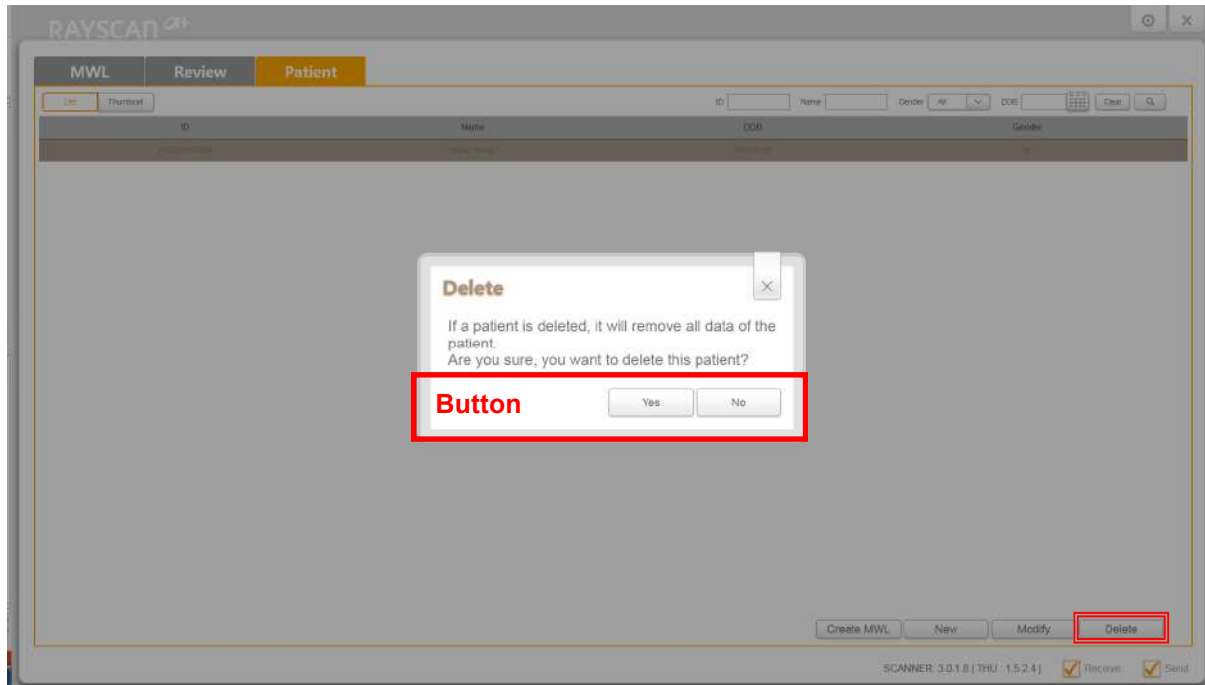 RAYSCAN α+
MWL Review Patient
List Thumbnail ID Name Gender All DOB Clear
ID Name DOB Gender
Delete
If a patient is deleted, it will remove all data of the
patient.
Are you sure, you want to delete this patient?
Button Yes No
Create MWL New Modify Delete
SCANNER: 3.0.1.8 | THU : 1.5.2.4 | Receive Send